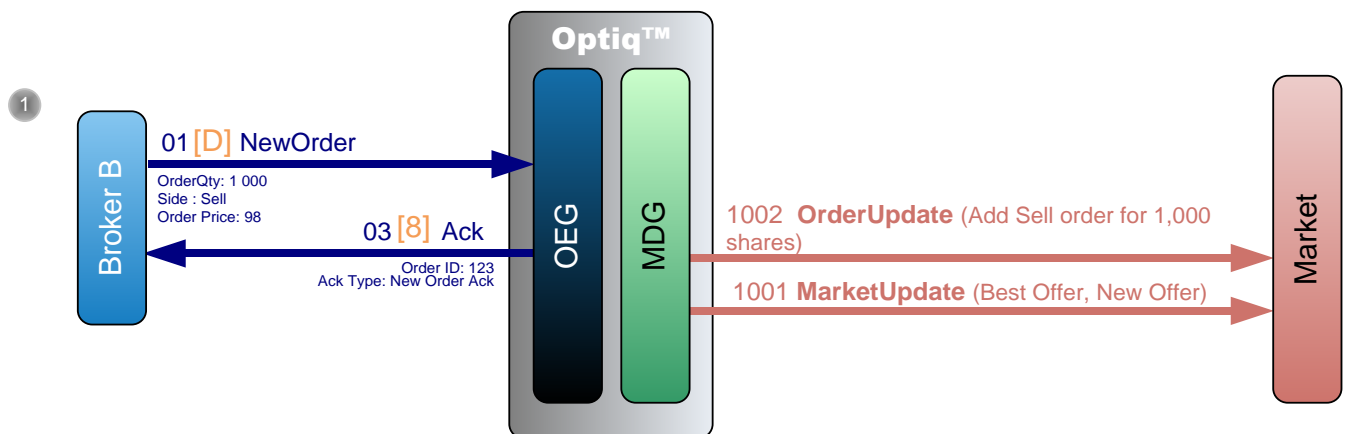 Optiq™
1
Broker B
01 [D] NewOrder
OrderQty: 1 000
Side : Sell
Order Price: 98
03 [8] Ack
Order ID: 123
Ack Type: New Order Ack
OEG
MDG
1002 OrderUpdate (Add Sell order for 1,000
shares)
1001 MarketUpdate (Best Offer, New Offer)
Market